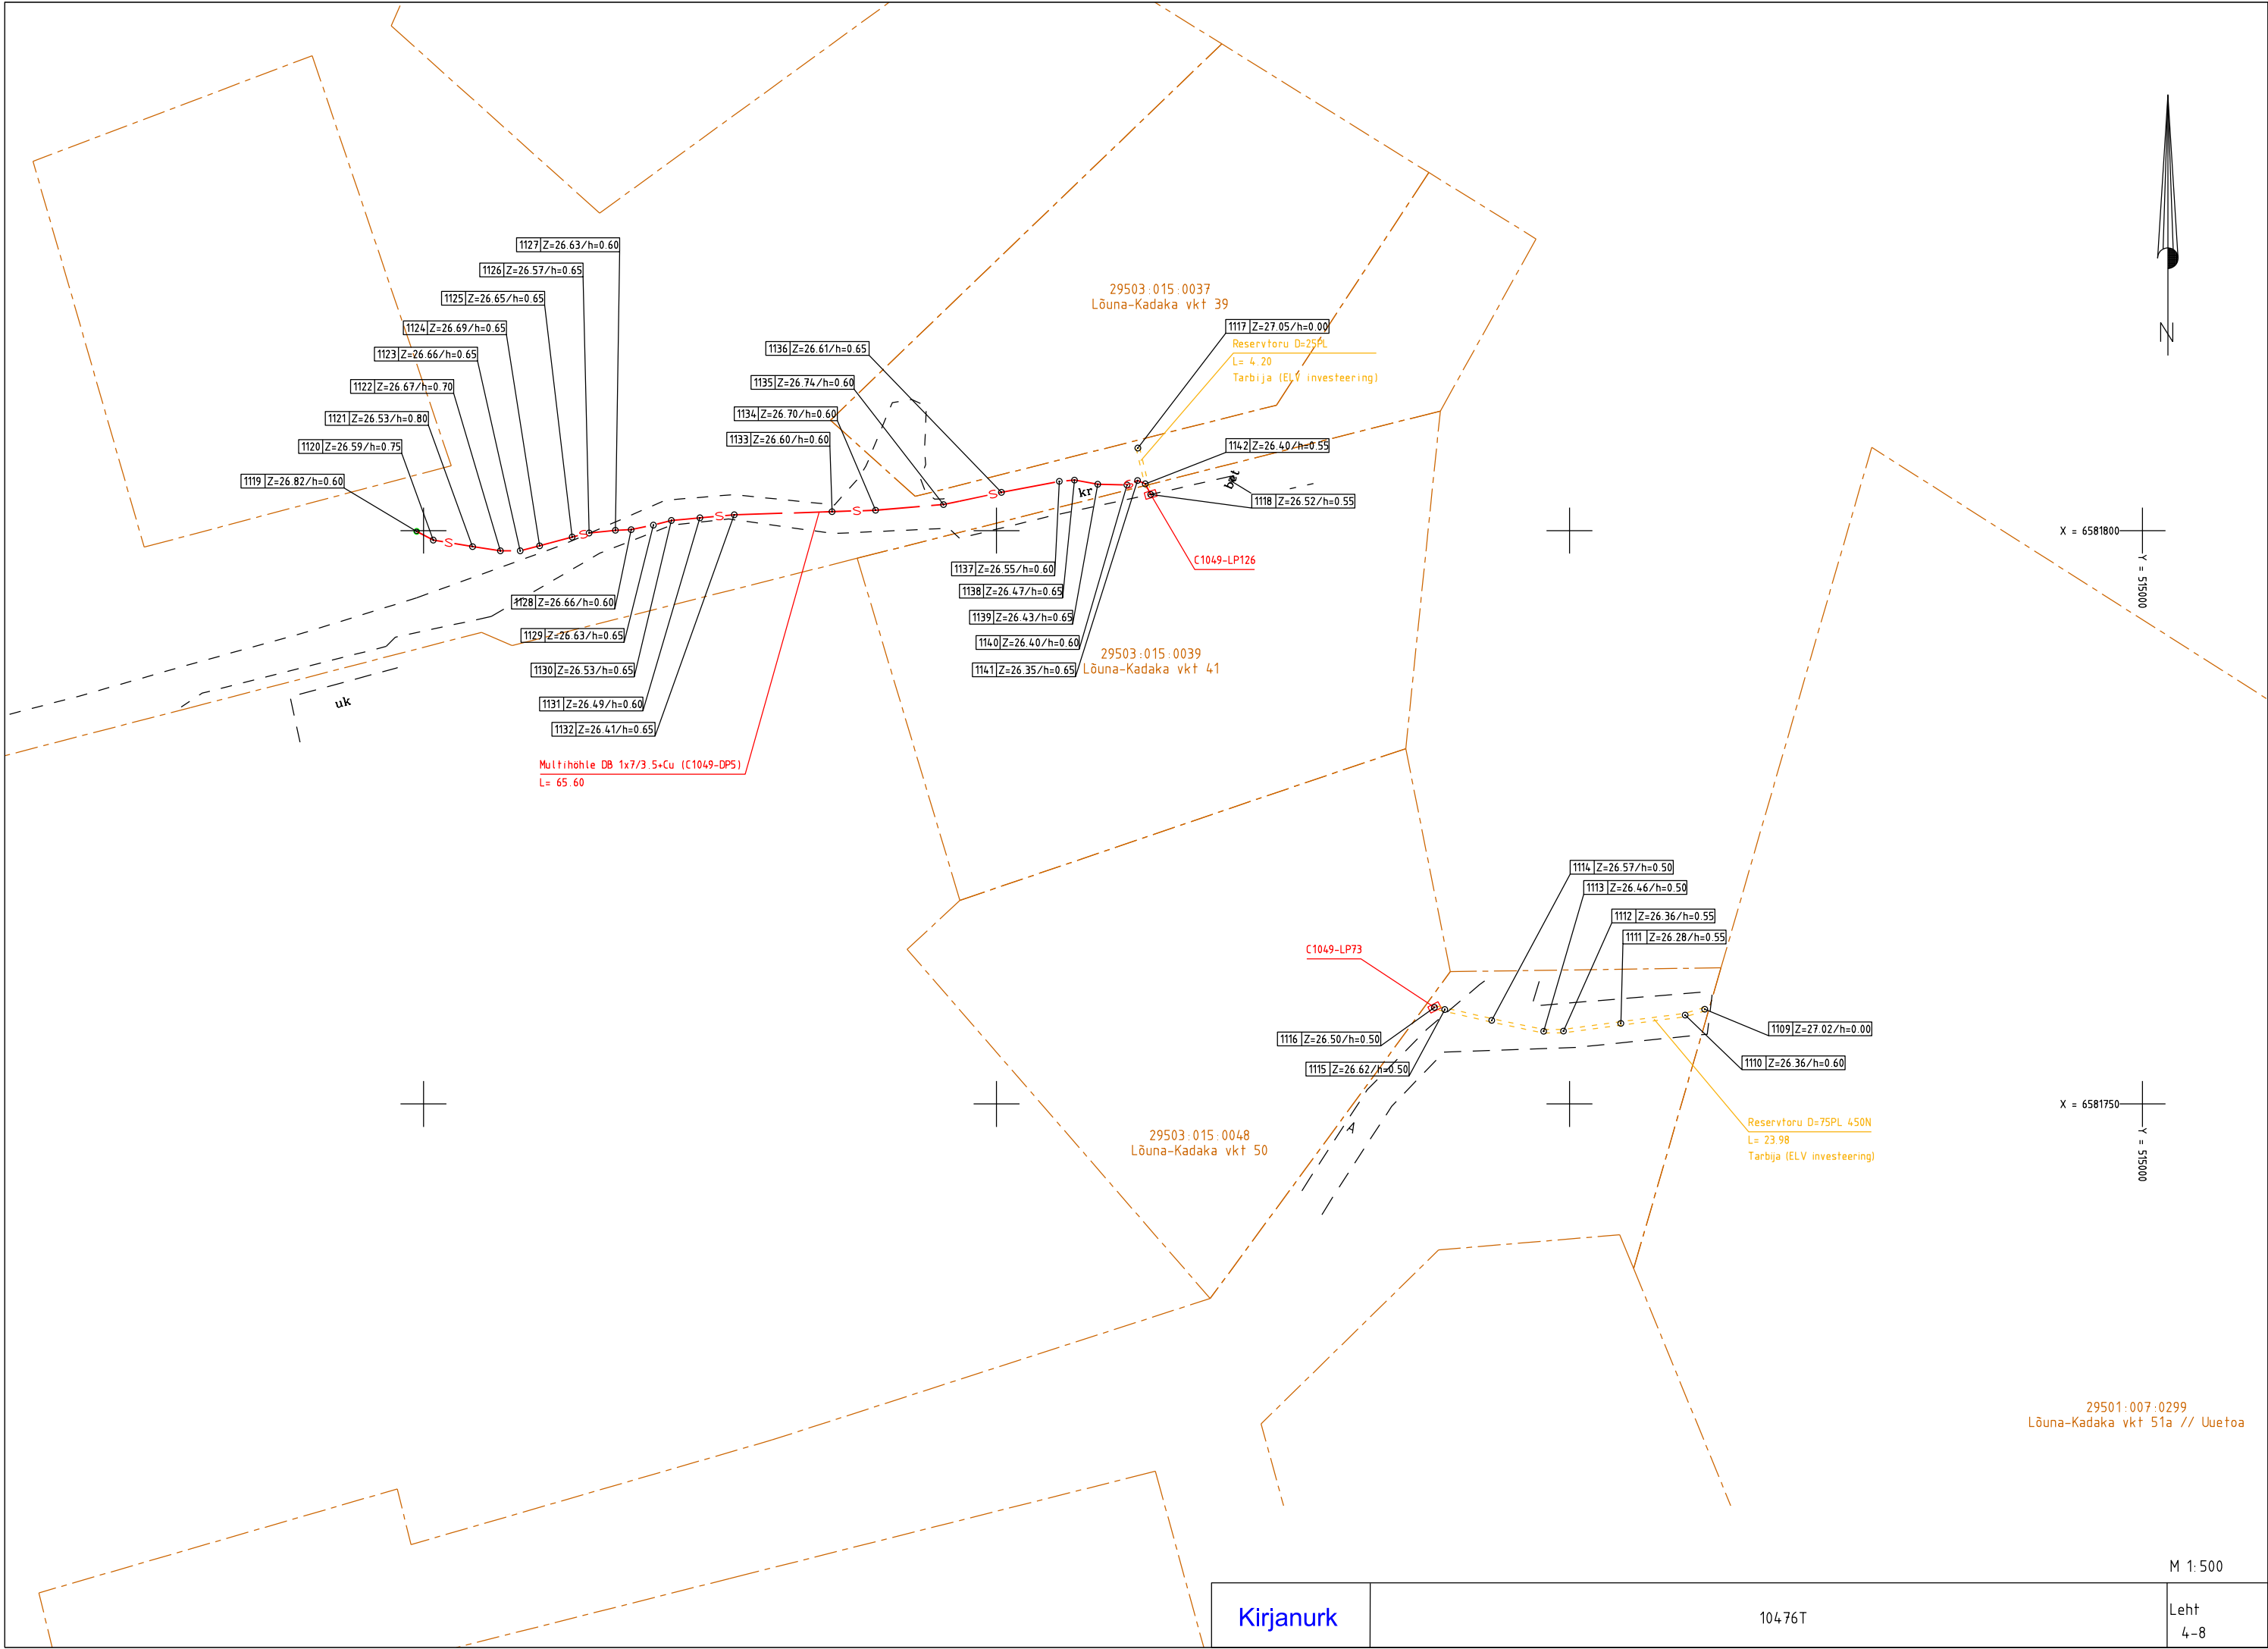 1127 Z=26.63/h=0.60
1126 Z=26.57/h=0.65
1125 Z=26.65/h=0.65
1124 Z=26.69/h=0.65
1123 Z=26.66/h=0.65
1122 Z=26.67/h=0.70
1121 Z=26.53/h=0.80
1120 Z=26.59/h=0.75
1119 Z=26.82/h=0.60
1136 Z=26.61/h=0.65
1135 Z=26.74/h=0.60
1134 Z=26.70/h=0.60
1133 Z=26.60/h=0.60
29503:015:0037
Lõuna-Kadaka vkt 39
1117 Z=27.05/h=0.00
Reservtoru D=25PL
L= 4.20
Tarbija (ELV investeering)
1142 Z=26.40/h=0.55
1118 Z=26.52/h=0.55
kr
C1049-LP126
N
X = 6581800
Y = 515000
S
S
S
S
S
S
1128 Z=26.66/h=0.60
1129 Z=26.63/h=0.65
1130 Z=26.53/h=0.65
1131 Z=26.49/h=0.60
1132 Z=26.41/h=0.65
1137 Z=26.55/h=0.60
1138 Z=26.47/h=0.65
1139 Z=26.43/h=0.65
1140 Z=26.40/h=0.60
1141 Z=26.35/h=0.65
29503:015:0039
Lõuna-Kadaka vkt 41
uk
Multihöhle DB 1x7/3.5+Cu (C1049-DP5)
L= 65.60
1114 Z=26.57/h=0.50
1113 Z=26.46/h=0.50
1112 Z=26.36/h=0.55
1111 Z=26.28/h=0.55
C1049-LP73
1116 Z=26.50/h=0.50
1115 Z=26.62/h=0.50
1109 Z=27.02/h=0.00
1110 Z=26.36/h=0.60
X = 6581750
Y = 515000
Reservtoru D=75PL 450N
L= 23.98
Tarbija (ELV investeering)
A
29503:015:0048
Lõuna-Kadaka vkt 50
29501:007:0299
Lõuna-Kadaka vkt 51a // Uuetoa
M 1:500
Kirjanurk
10476T
Leht
4-8